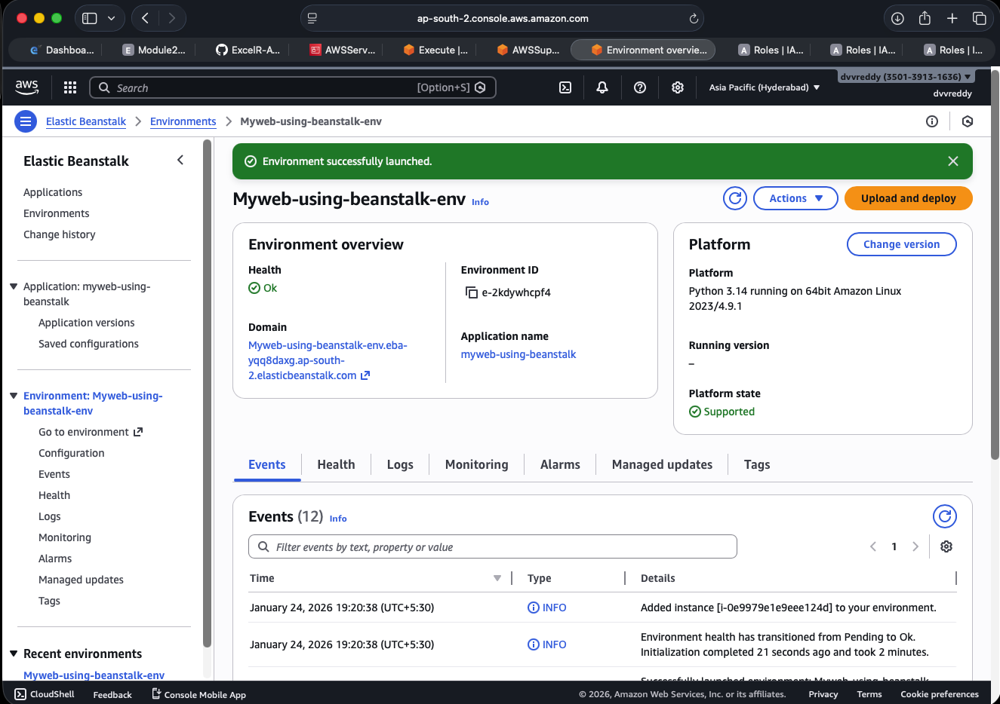 ap-south-2.console.aws.amazon.com
Dashboa...
Module2...
ExcelR-A...
AWSServ...
Execute |...
AWSSup...
Environment overvie...
Roles | IA...
Roles | IA...
Roles | I...
aws
Search
[Option+S]
Asia Pacific (Hyderabad)
dvvreddy (3501-3913-1636)
dvvreddy
Elastic Beanstalk
Environments
Myweb-using-beanstalk-env
Elastic Beanstalk
Applications
Environments
Change history
Application: myweb-using-
beanstalk
Application versions
Saved configurations
Environment: Myweb-using-
beanstalk-env
Go to environment
Configuration
Events
Health
Logs
Monitoring
Alarms
Managed updates
Tags
Recent environments
Myweb-using-beanstalk-env
Environment successfully launched.
Myweb-using-beanstalk-env Info
Actions
Upload and deploy
Environment overview
Health
Ok
Domain
Myweb-using-beanstalk-env.eba-
yqq8daxg.ap-south-
2.elasticbeanstalk.com
Environment ID
e-2kdywhcpf4
Application name
myweb-using-beanstalk
Platform
Change version
Platform
Python 3.14 running on 64bit Amazon Linux
2023/4.9.1
Running version
–
Platform state
Supported
Events
Health
Logs
Monitoring
Alarms
Managed updates
Tags
Events (12) Info
Filter events by text, property or value
1
Time
Type
Details
January 24, 2026 19:20:38 (UTC+5:30)
INFO
Added instance [i-0e9979e1e9eee124d] to your environment.
January 24, 2026 19:20:38 (UTC+5:30)
INFO
Environment health has transitioned from Pending to Ok.
Initialization completed 21 seconds ago and took 2 minutes.
Successfully launched environment: Myweb-using-beanstalk-
CloudShell
Feedback
Console Mobile App
© 2026, Amazon Web Services, Inc. or its affiliates.
Privacy
Terms
Cookie preferences